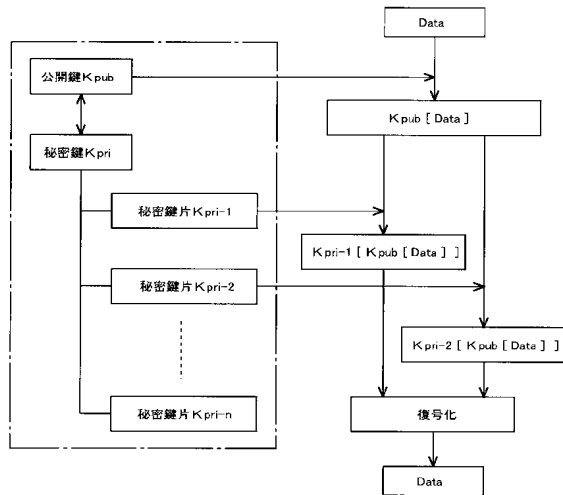 Data
公開鍵Kpub
Kpub [ Data ]
秘密鍵Kpri
秘密鍵片Kpri-1
Kpri-1 [ Kpub [ Data ] ]
秘密鍵片Kpri-2
Kpri-2 [ Kpub [ Data ] ]
秘密鍵片Kpri-n
復号化
Data